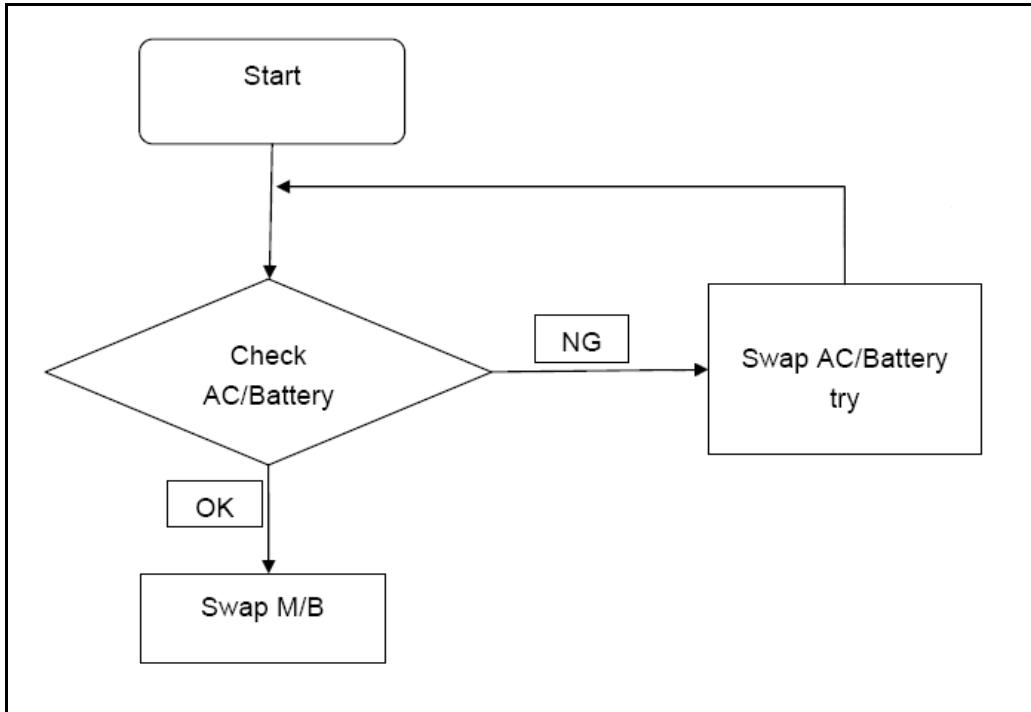 Start
Check
AC/Battery
NG
Swap AC/Battery
try
OK
Swap M/B